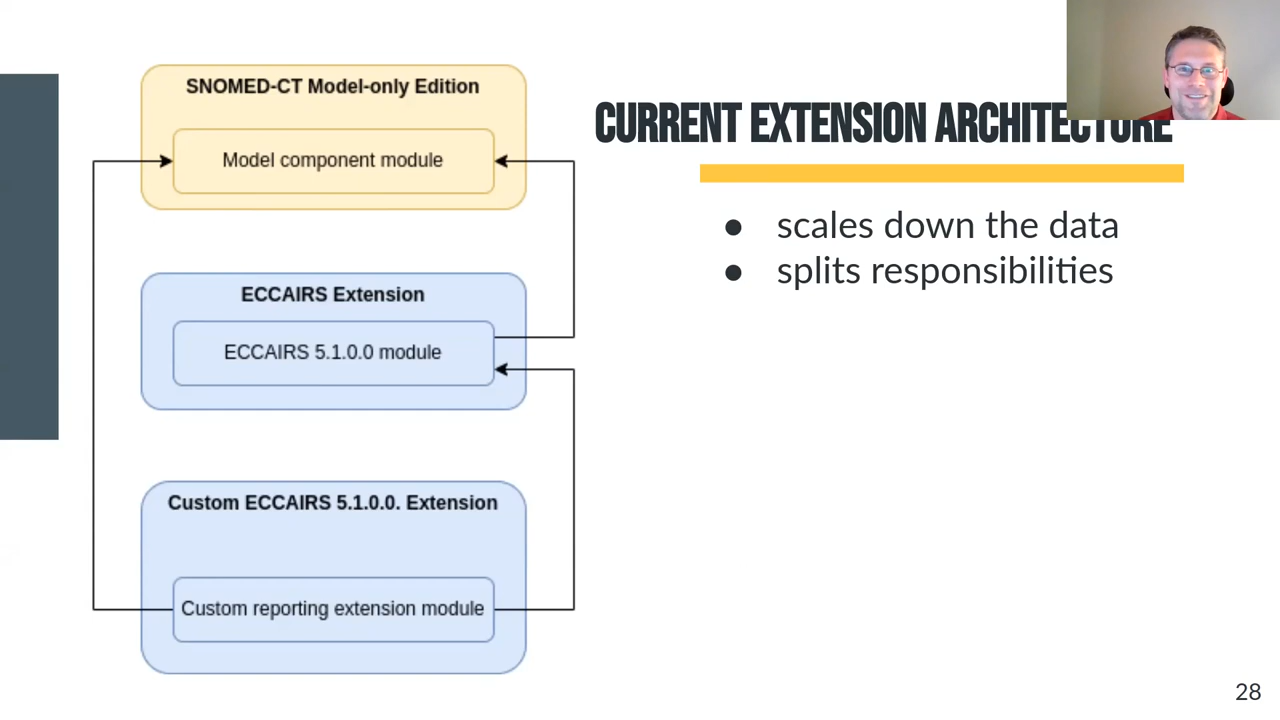 SNOMED-CT Model-only Edition
Model component module
ECCAIRS Extension
ECCAIRS 5.1.0.0 module
Custom ECCAIRS 5.1.0.0. Extension
Custom reporting extension module
CURRENT EXTENSION ARCHITECTURE
● scales down the data
● splits responsibilities
28